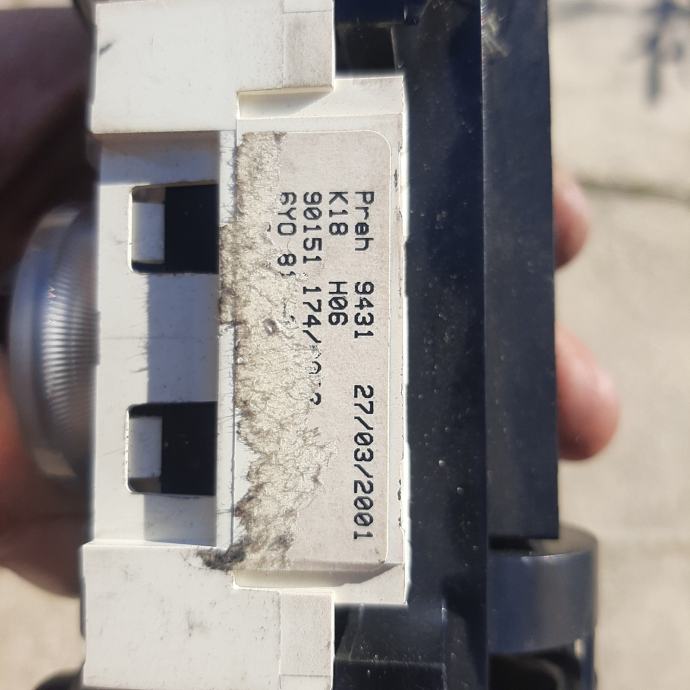 Preh 9431 27/03/2001
K18 H06
90151 174/
6Y0